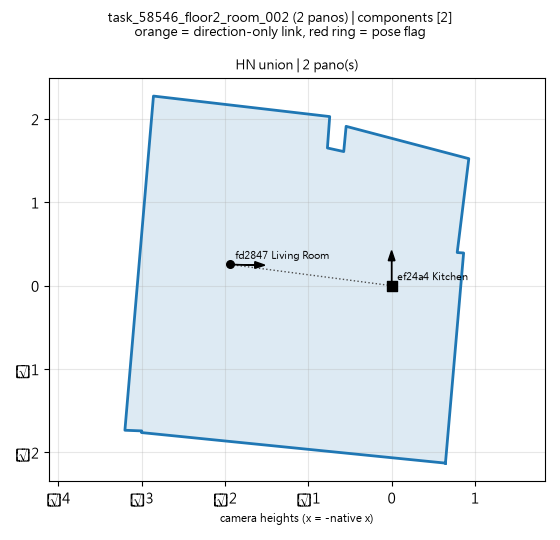 task_58546_floor2_room_002 (2 panos) | components [2]
orange = direction-only link, red ring = pose flag
HN union | 2 pano(s)
2
1
fd2847 Living Room
ef24a4 Kitchen
0
1
2
4
3
2
1
0
1
camera heights (x = -native x)